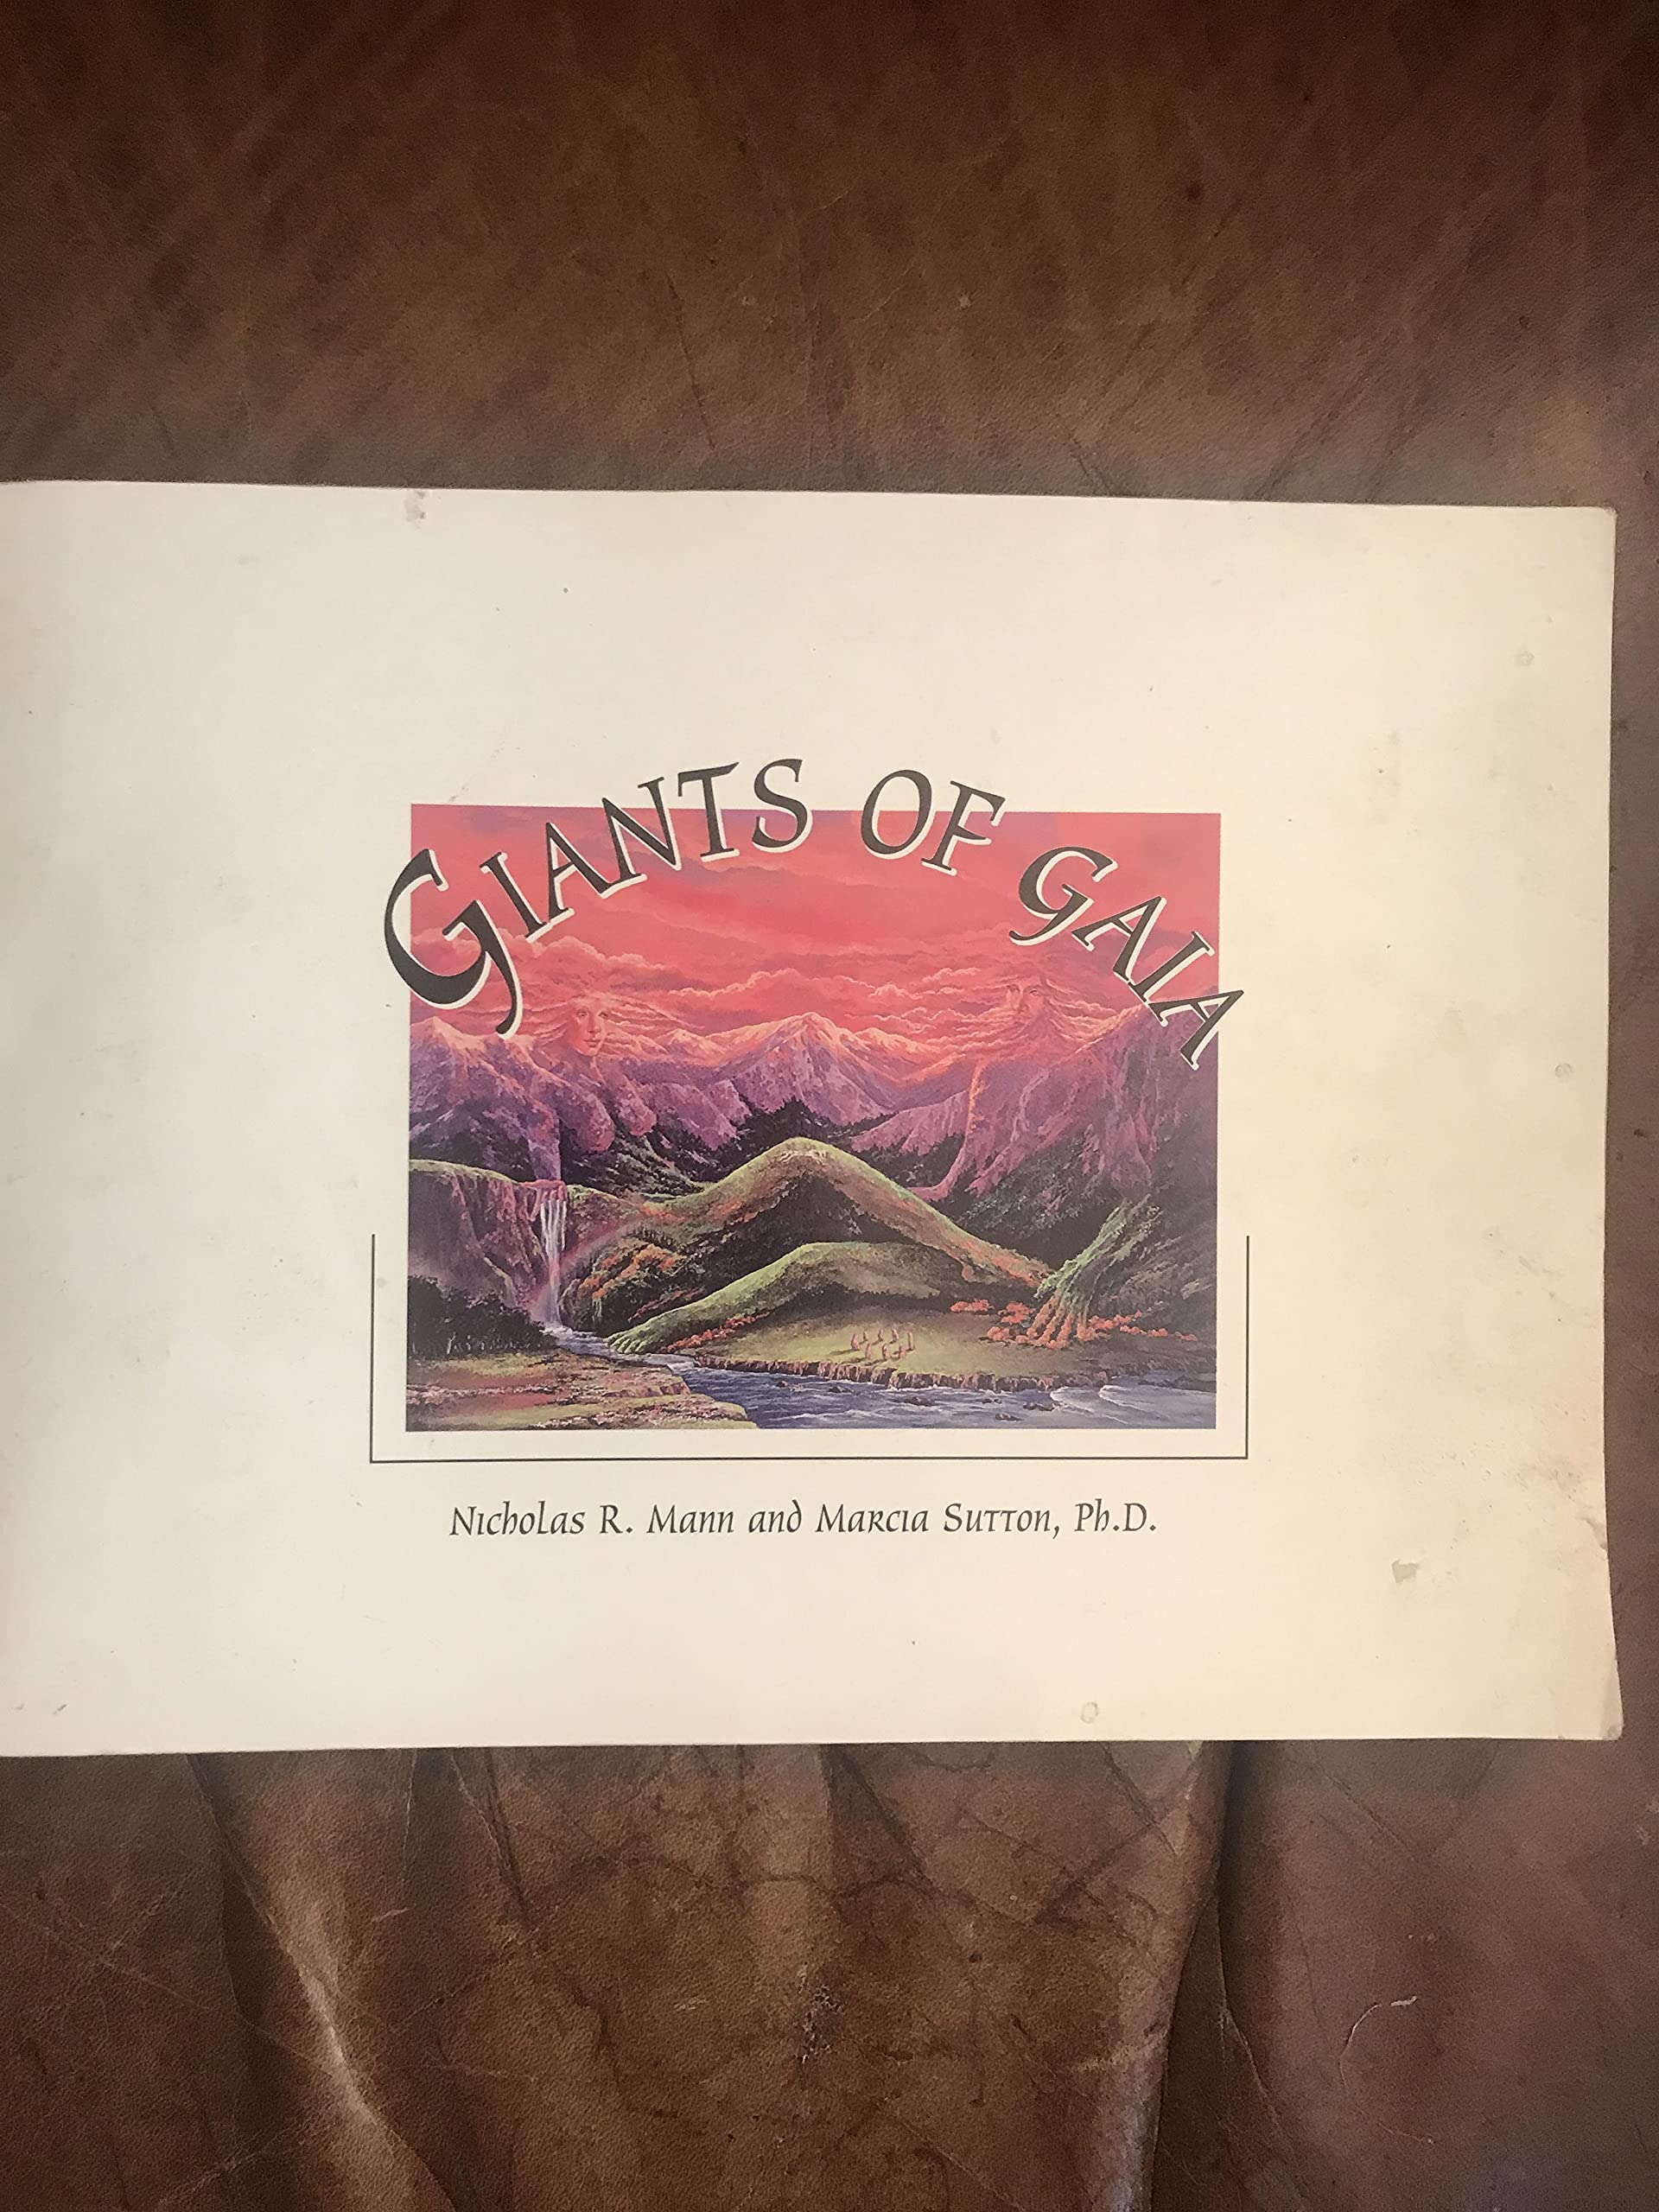 GIANTS OF GAIA
Nicholas R. Mann and Marcia Sutton, Ph.D.